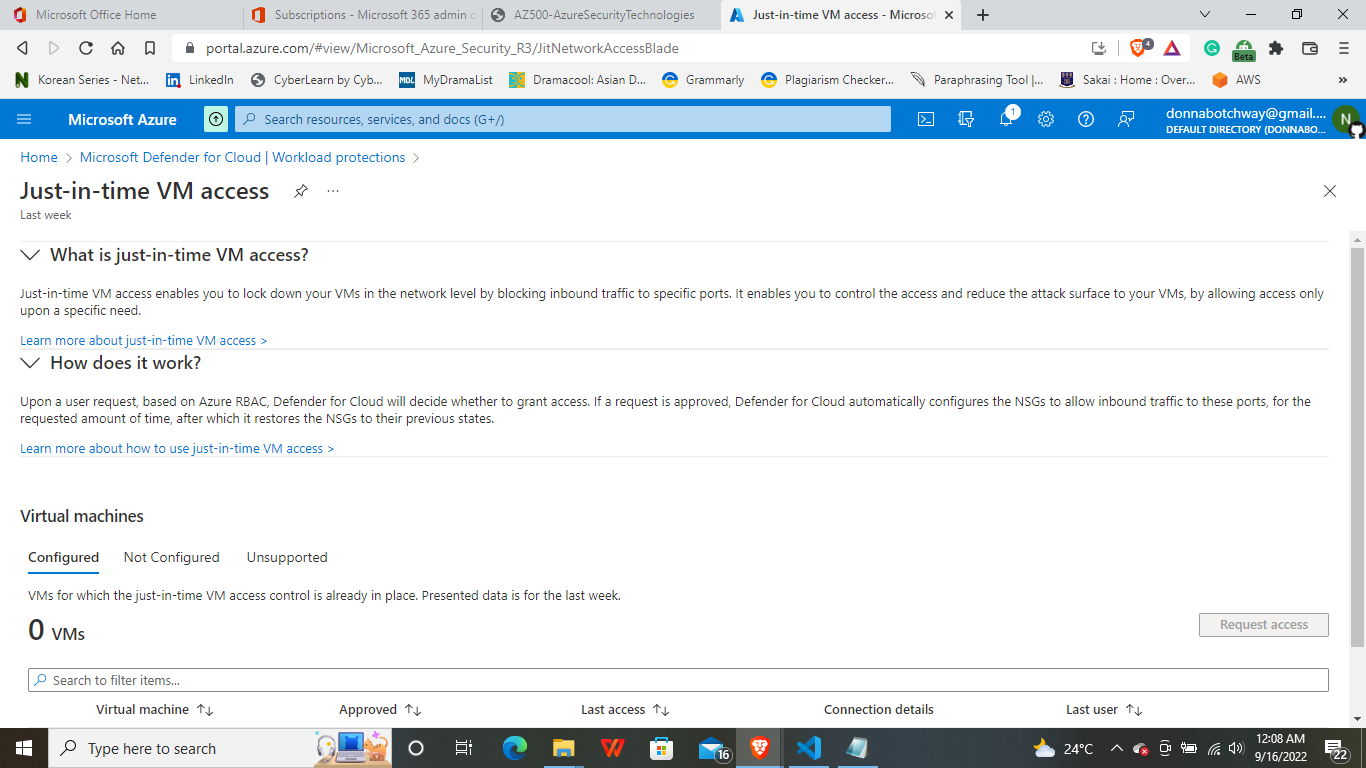 Microsoft Office Home
Subscriptions - Microsoft 365 admin c
AZ500-AzureSecurityTechnologies
Just-in-time VM access - Microsof
portal.azure.com/#view/Microsoft_Azure_Security_R3/JitNetworkAccessBlade
4
Beta
Korean Series - Net...
LinkedIn
CyberLearn by Cyb...
MDL
MyDramaList
Dramacool: Asian D...
Grammarly
Plagiarism Checker...
Paraphrasing Tool |...
Sakai : Home : Over...
AWS
»
Microsoft Azure
Search resources, services, and docs (G+/)
1
donnabotchway@gmail....
DEFAULT DIRECTORY (DONNABO...
N
Home > Microsoft Defender for Cloud | Workload protections >
Just-in-time VM access
...
Last week
What is just-in-time VM access?
Just-in-time VM access enables you to lock down your VMs in the network level by blocking inbound traffic to specific ports. It enables you to control the access and reduce the attack surface to your VMs, by allowing access only
upon a specific need.
Learn more about just-in-time VM access >
How does it work?
Upon a user request, based on Azure RBAC, Defender for Cloud will decide whether to grant access. If a request is approved, Defender for Cloud automatically configures the NSGs to allow inbound traffic to these ports, for the
requested amount of time, after which it restores the NSGs to their previous states.
Learn more about how to use just-in-time VM access >
Virtual machines
Configured
Not Configured
Unsupported
VMs for which the just-in-time VM access control is already in place. Presented data is for the last week.
0 VMs
Request access
Search to filter items...
Virtual machine
Approved
Last access
Connection details
Last user
Type here to search
16
24°C
12:08 AM
9/16/2022
22